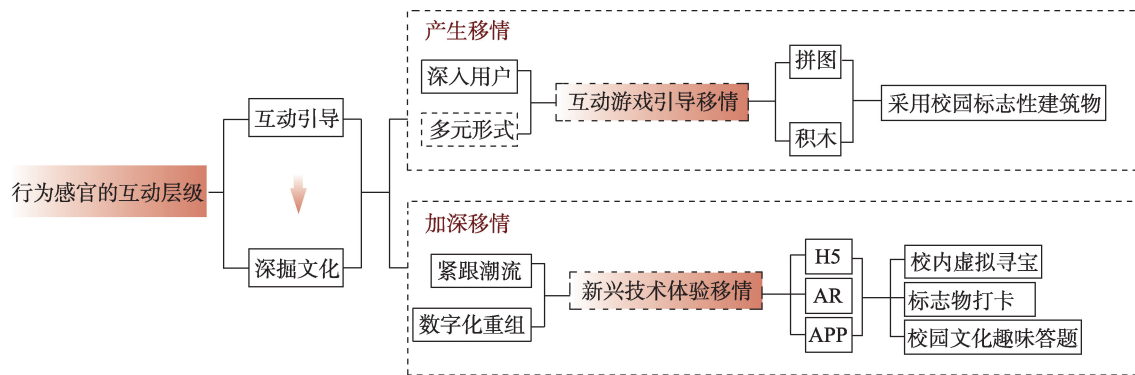 行为感官的互动层级
互动引导
深掘文化
产生移情
深入用户
多元形式
互动游戏引导移情
拼图
积木
采用校园标志性建筑物
加深移情
紧跟潮流
数字化重组
新兴技术体验移情
H5
AR
APP
校内虚拟寻宝
标志物打卡
校园文化趣味答题